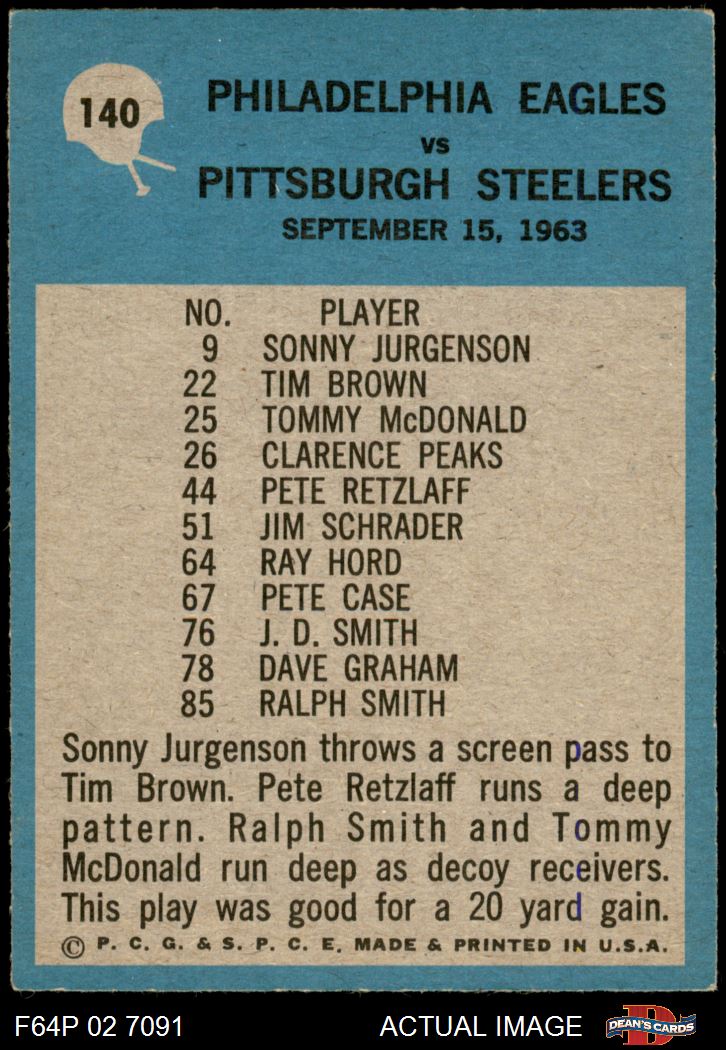 140
PHILADELPHIA EAGLES
VS
PITTSBURGH STEELERS
SEPTEMBER 15, 1963
NO. PLAYER
9 SONNY JURGENSON
22 TIM BROWN
25 TOMMY McDONALD
26 CLARENCE PEAKS
44 PETE RETZLAFF
51 JIM SCHRADER
64 RAY HORD
67 PETE CASE
76 J. D. SMITH
78 DAVE GRAHAM
85 RALPH SMITH
Sonny Jurgenson throws a screen pass to
Tim Brown. Pete Retzlaff runs a deep
pattern. Ralph Smith and Tommy
McDonald run deep as decoy receivers.
This play was good for a 20 yard gain.
© P. C. G. & S. P. C. E. MADE & PRINTED IN U.S.A.
F64P 02 7091 ACTUAL IMAGE D DEAN'S CARDS